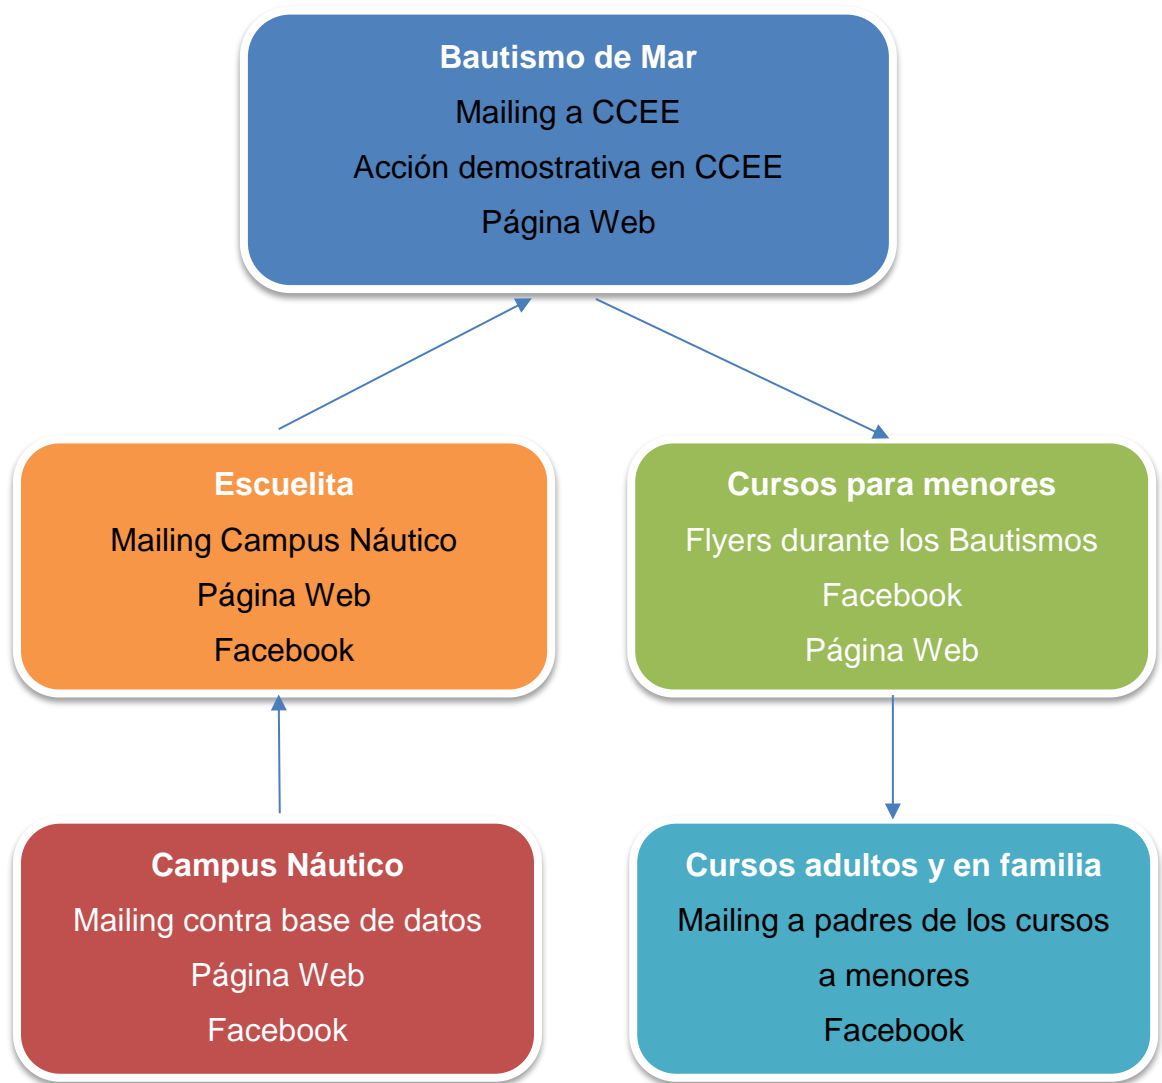 Bautismo de Mar
Mailing a CCEE
Acción demostrativa en CCEE
Página Web
Escuelita
Mailing Campus Náutico
Página Web
Facebook
Cursos para menores
Flyers durante los Bautismos
Facebook
Página Web
Campus Náutico
Mailing contra base de datos
Página Web
Facebook
Cursos adultos y en familia
Mailing a padres de los cursos
a menores
Facebook